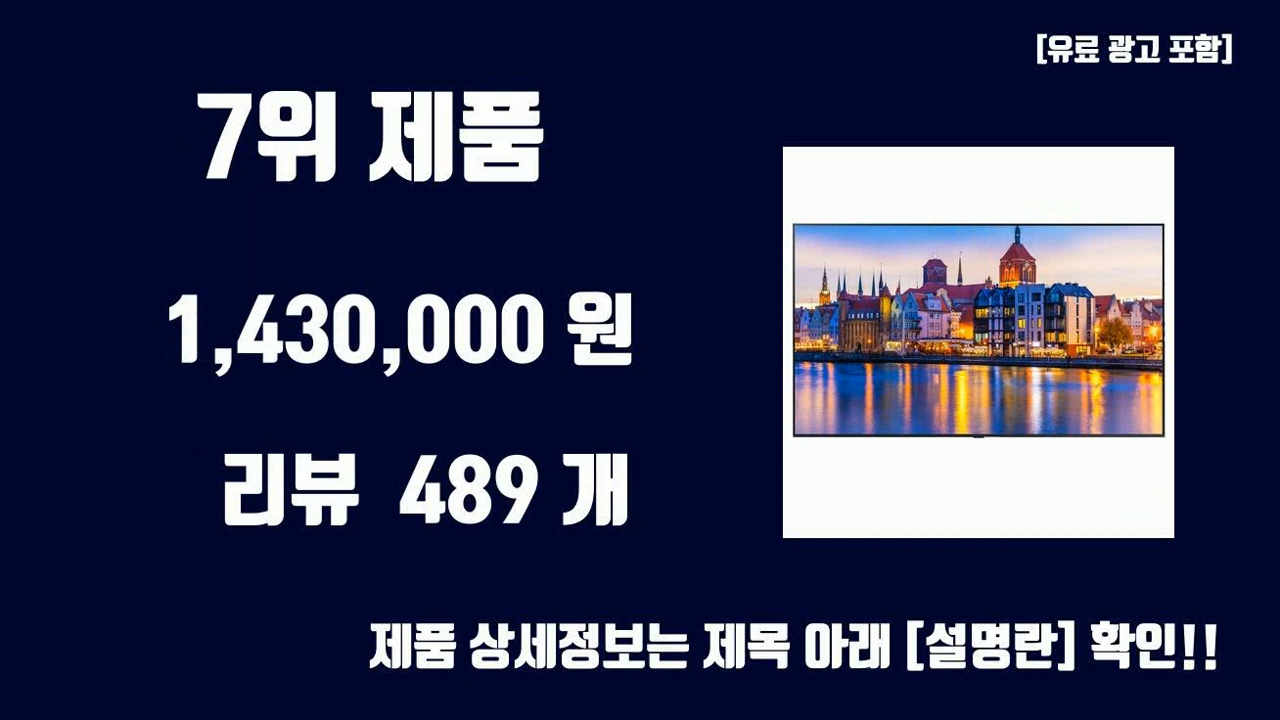 [유료 광고 포함]
7위 제품
1,430,000 원
리뷰 489 개
제품 상세정보는 제목 아래 [설명란] 확인!!